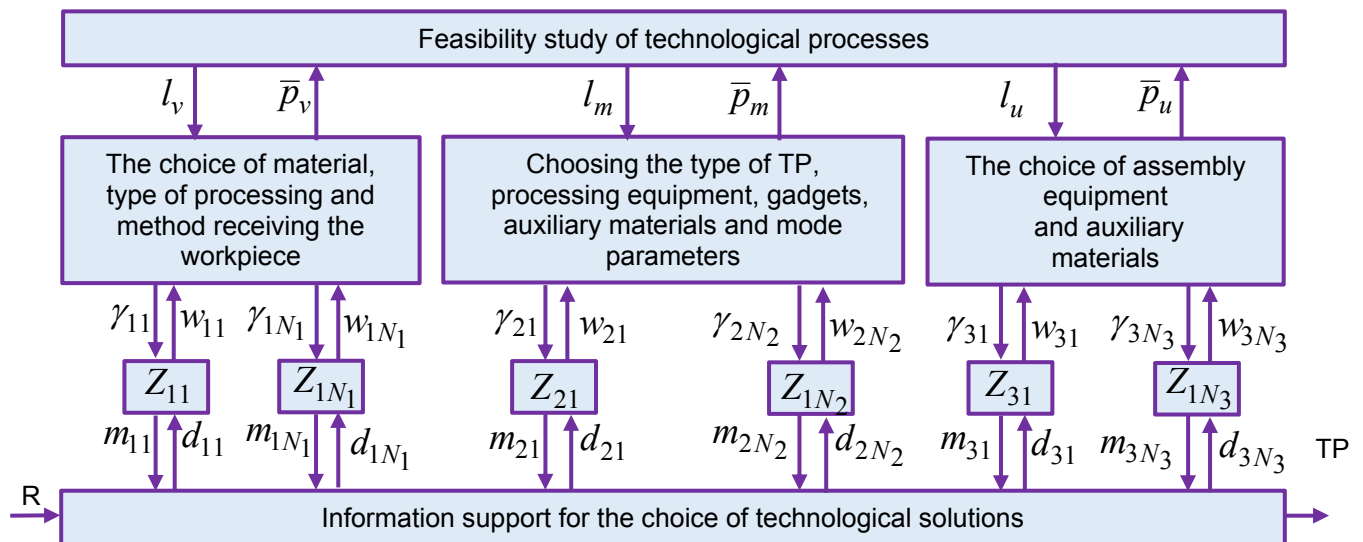 Feasibility study of technological processes
l_v p̅_v l_m p̅_m l_u p̅_u
The choice of material,
type of processing and
method receiving the
workpiece
Choosing the type of TP,
processing equipment, gadgets,
auxiliary materials and mode
parameters
The choice of assembly
equipment
and auxiliary
materials
γ_11 w_11 γ_1N_1 w_1N_1 γ_21 w_21 γ_2N_2 w_2N_2 γ_31 w_31 γ_3N_3 w_3N_3
Z_11 Z_1N_1 Z_21 Z_1N_2 Z_31 Z_1N_3
m_11 d_11 m_1N_1 d_1N_1 m_21 d_21 m_2N_2 d_2N_2 m_31 d_31 m_3N_3 d_3N_3
R TP
Information support for the choice of technological solutions